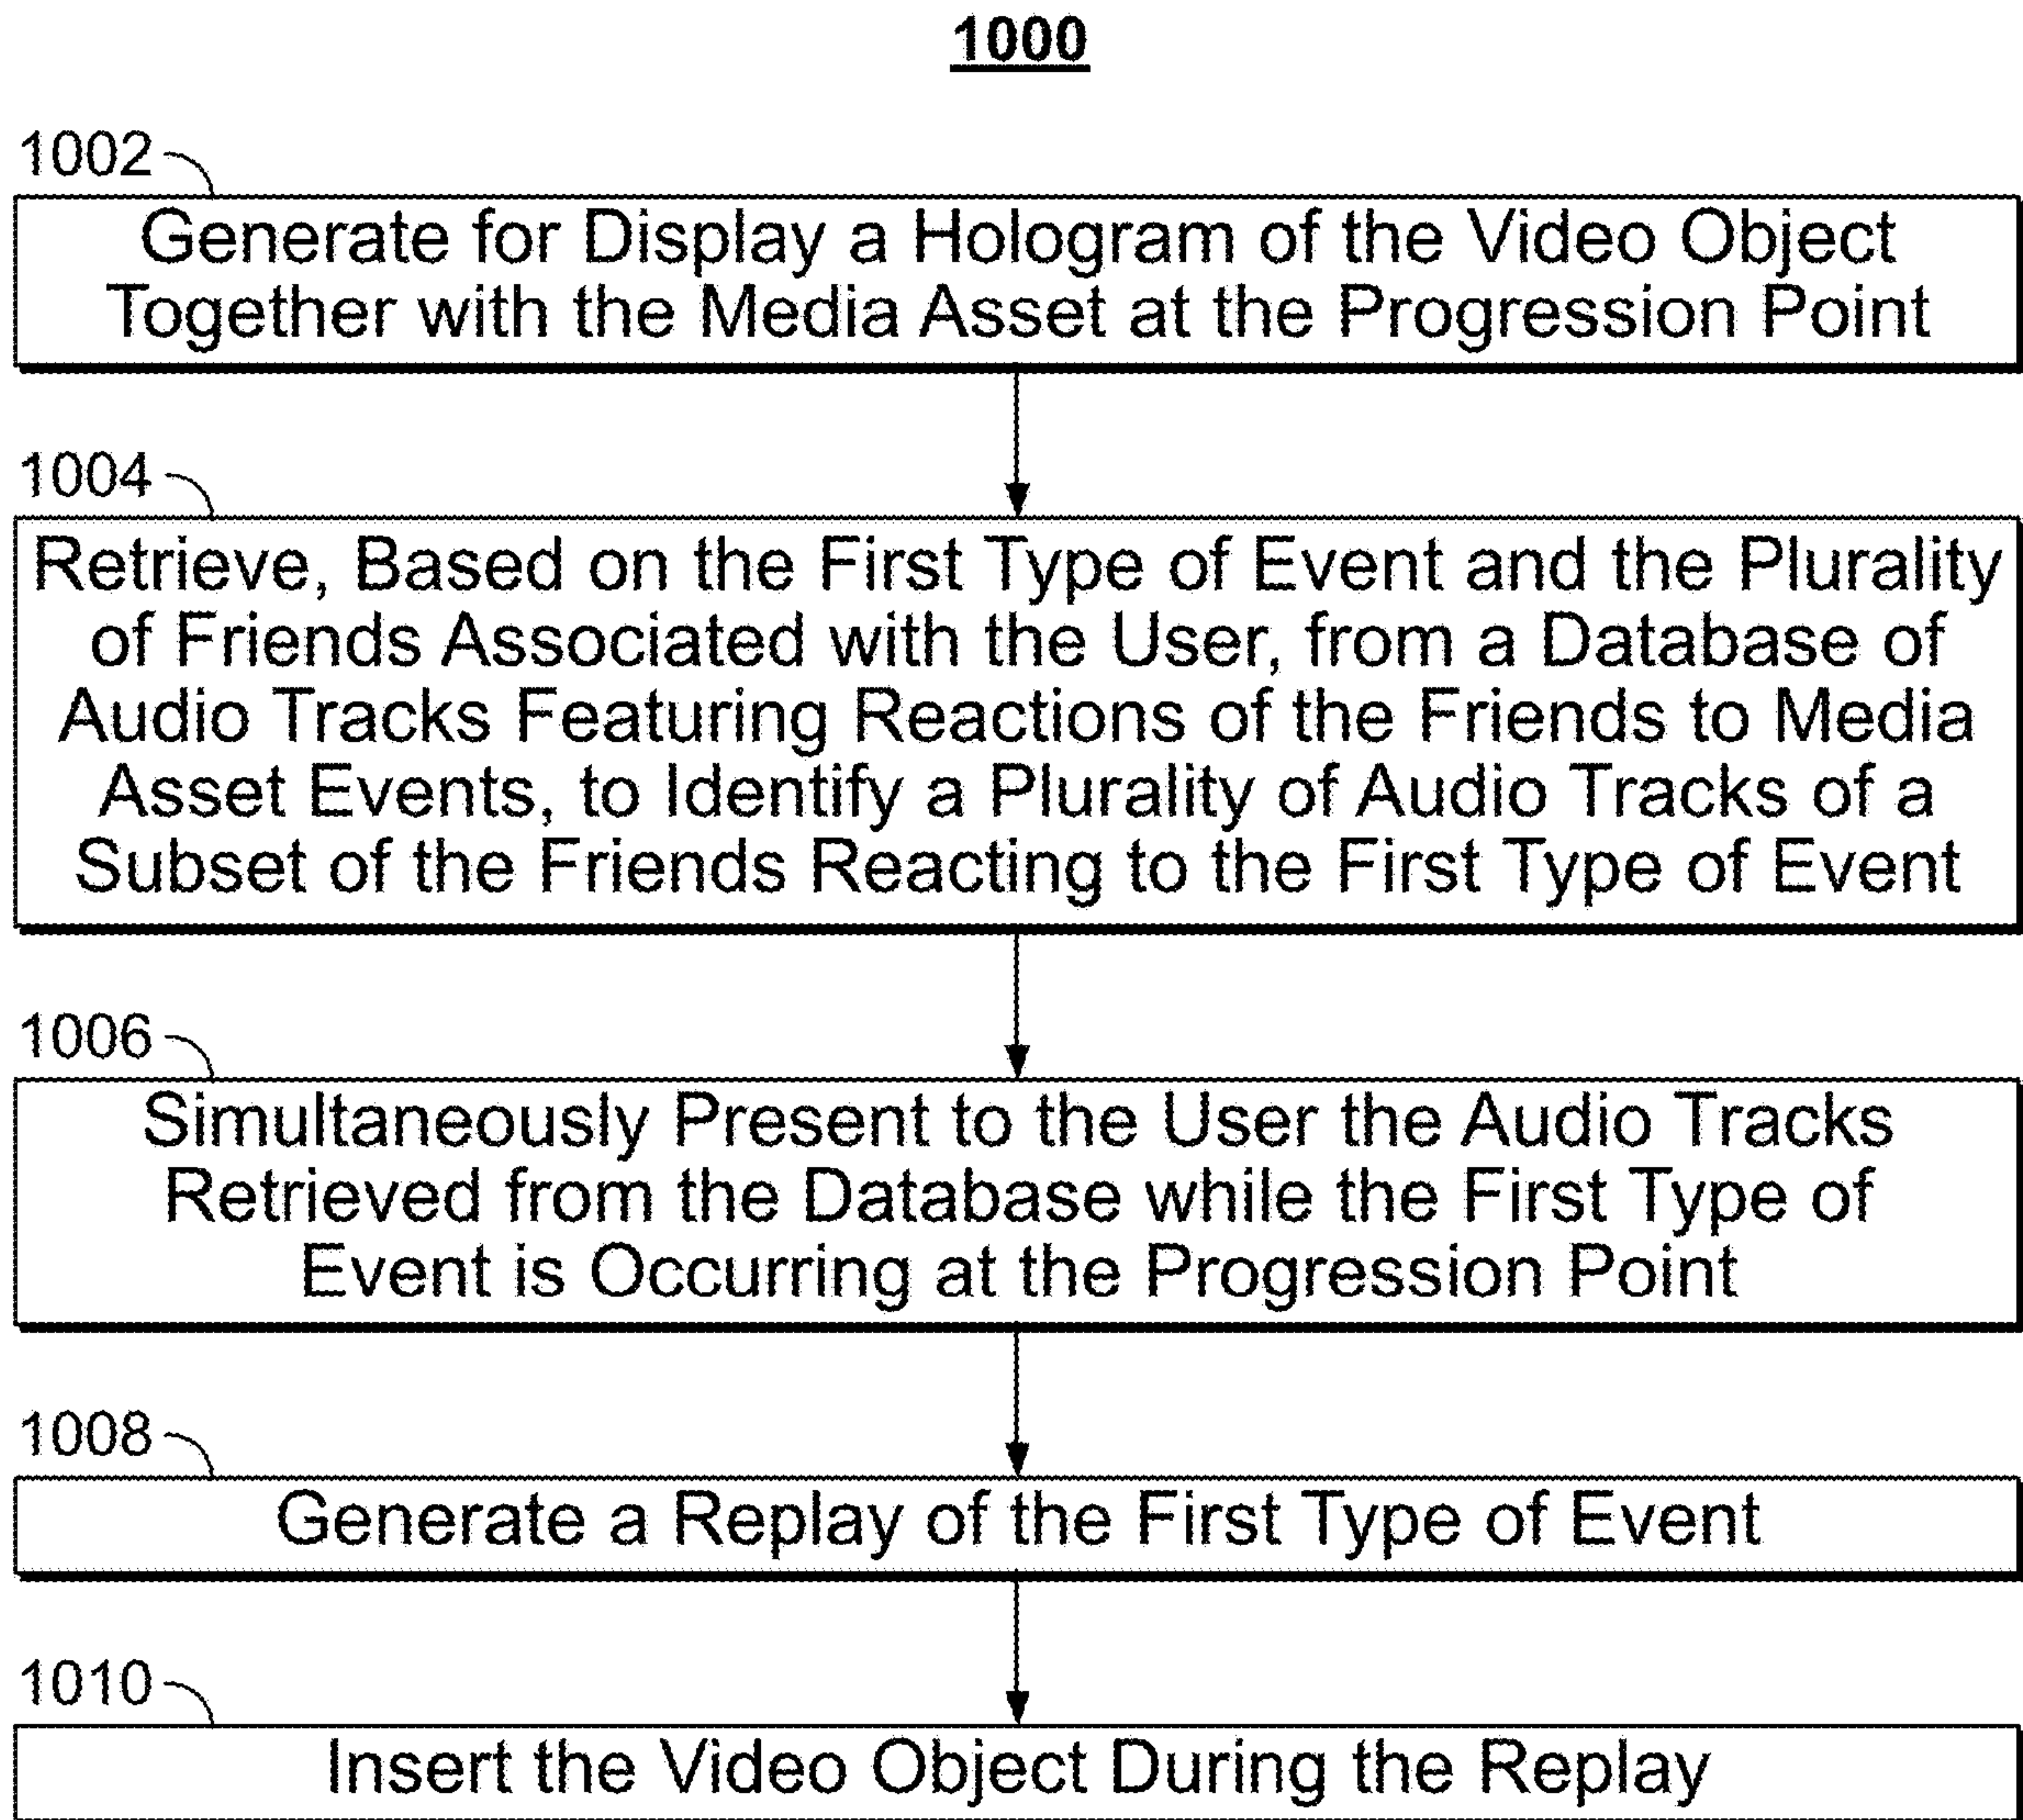 1000
1002
Generate for Display a Hologram of the Video Object
Together with the Media Asset at the Progression Point
1004
Retrieve, Based on the First Type of Event and the Plurality
of Friends Associated with the User, from a Database of
Audio Tracks Featuring Reactions of the Friends to Media
Asset Events, to Identify a Plurality of Audio Tracks of a
Subset of the Friends Reacting to the First Type of Event
1006
Simultaneously Present to the User the Audio Tracks
Retrieved from the Database while the First Type of
Event is Occurring at the Progression Point
1008
Generate a Replay of the First Type of Event
1010
Insert the Video Object During the Replay